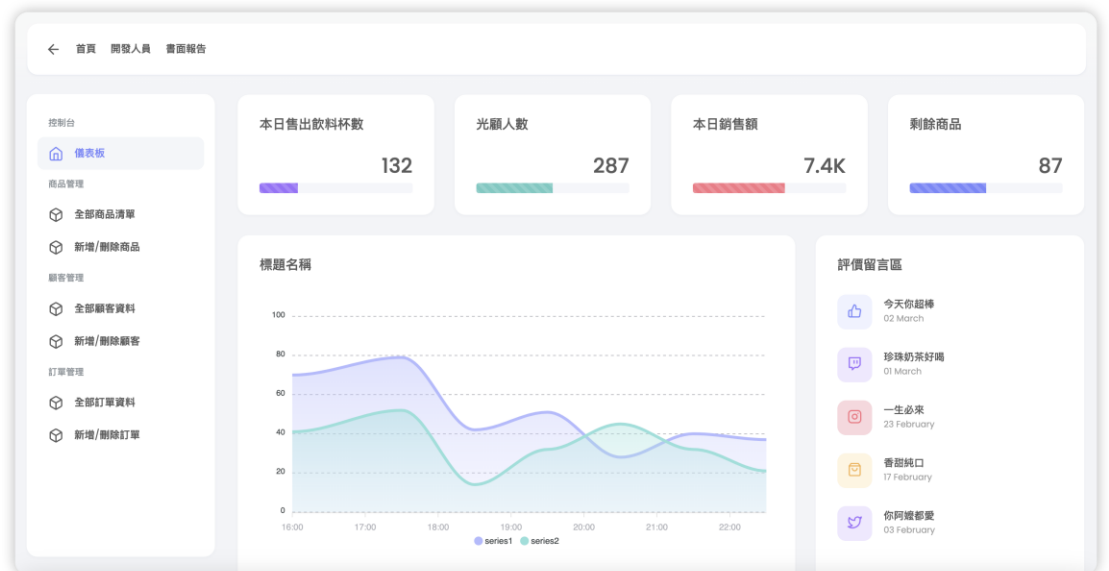 首頁 開發人員 書面報告
控制台
儀表板
商品管理
全部商品清單
新增/刪除商品
顧客管理
全部顧客資料
新增/刪除顧客
訂單管理
全部訂單資料
新增/刪除訂單
本日售出飲料杯數
132
光顧人數
287
本日銷售額
7.4K
剩餘商品
87
標題名稱
100
80
60
40
20
0
16:00 17:00 18:00 19:00 20:00 21:00 22:00
series1 series2
評價留言區
今天你超棒
02 March
珍珠奶茶好喝
01 March
一生必來
23 February
香甜純口
17 February
你阿嬤都愛
03 February